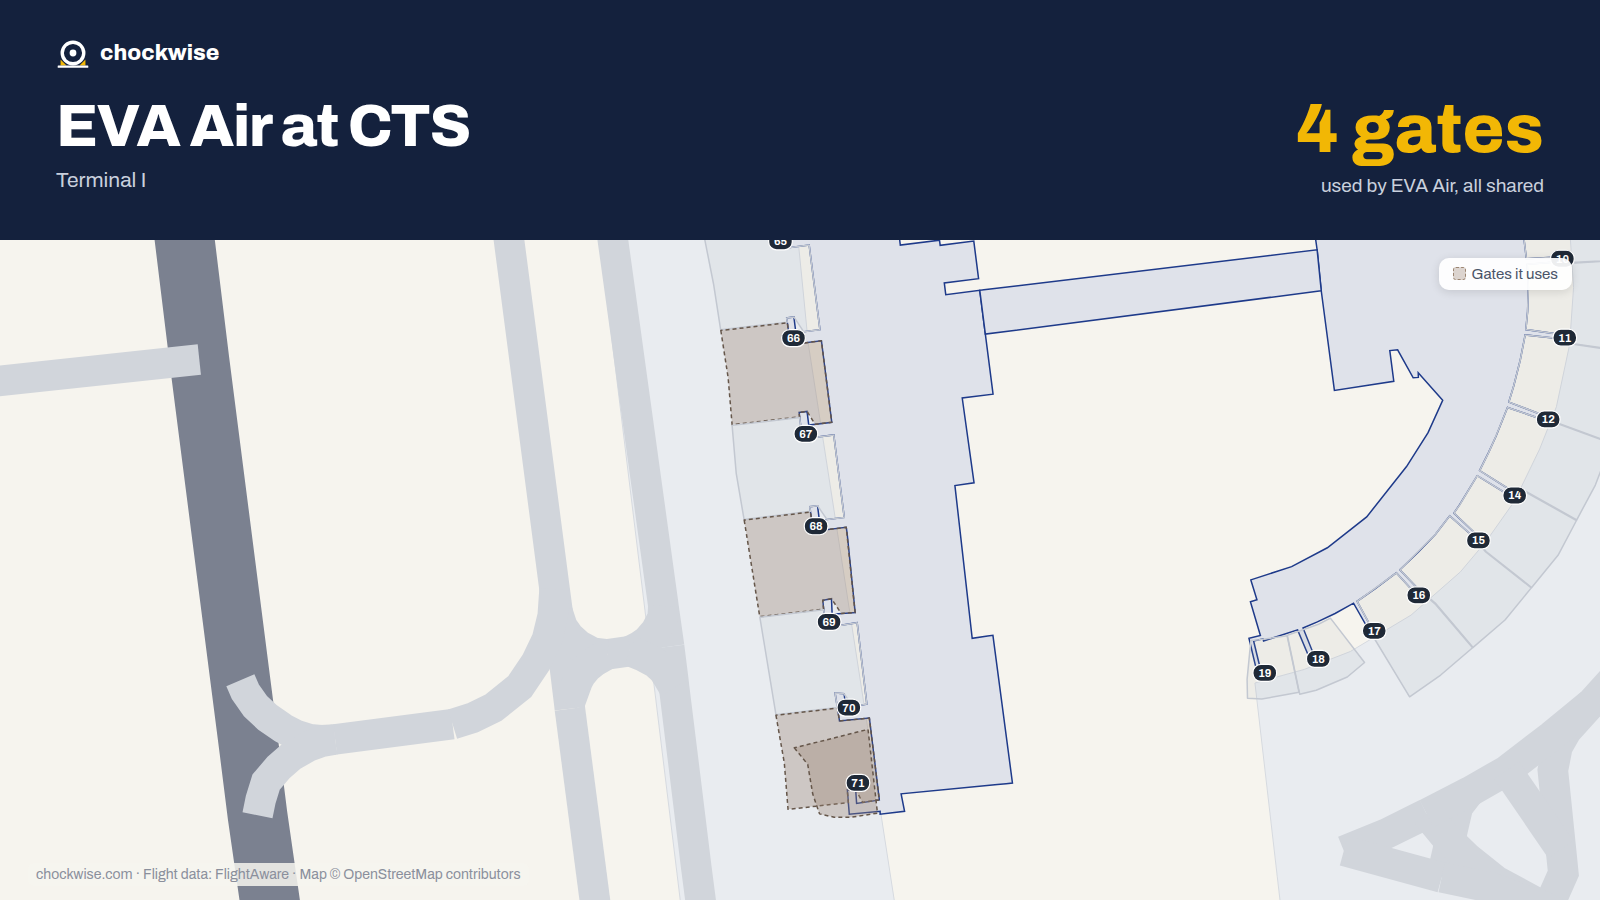 chockwise
EVA Air at CTS
Terminal I
4 gates
used by EVA Air, all shared
65
10
Gates it uses
66
11
67
12
68
14
15
69
16
17
18
19
70
71
chockwise.com · Flight data: FlightAware · Map © OpenStreetMap contributors